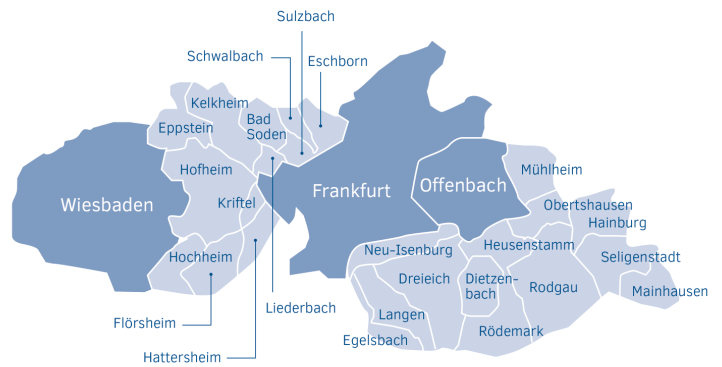 Sulzbach
Schwalbach
Eschborn
Kelkheim
Bad
Soden
Eppstein
Hofheim
Mühlheim
Wiesbaden
Kriftel
Frankfurt
Offenbach
Obertshausen
Hainburg
Neu-Isenburg
Heusenstamm
Hochheim
Seligenstadt
Dreieich
Dietzen-
bach
Rodgau
Mainhausen
Liederbach
Langen
Flörsheim
Rödemark
Egelsbach
Hattersheim